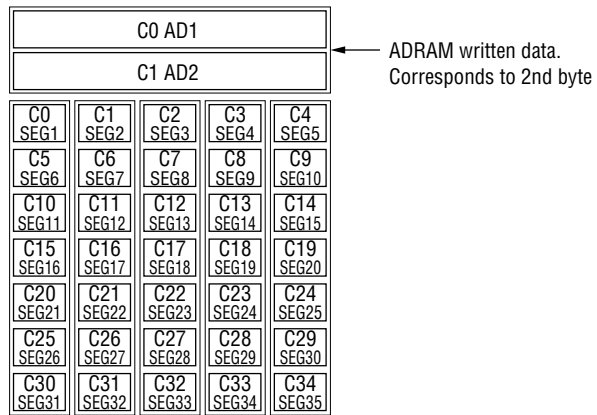 C0 AD1
C1 AD2
ADRAM written data.
Corresponds to 2nd byte
C0 C1 C2 C3 C4
SEG1 SEG2 SEG3 SEG4 SEG5
C5 C6 C7 C8 C9
SEG6 SEG7 SEG8 SEG9 SEG10
C10 C11 C12 C13 C14
SEG11 SEG12 SEG13 SEG14 SEG15
C15 C16 C17 C18 C19
SEG16 SEG17 SEG18 SEG19 SEG20
C20 C21 C22 C23 C24
SEG21 SEG22 SEG23 SEG24 SEG25
C25 C26 C27 C28 C29
SEG26 SEG27 SEG28 SEG29 SEG30
C30 C31 C32 C33 C34
SEG31 SEG32 SEG33 SEG34 SEG35